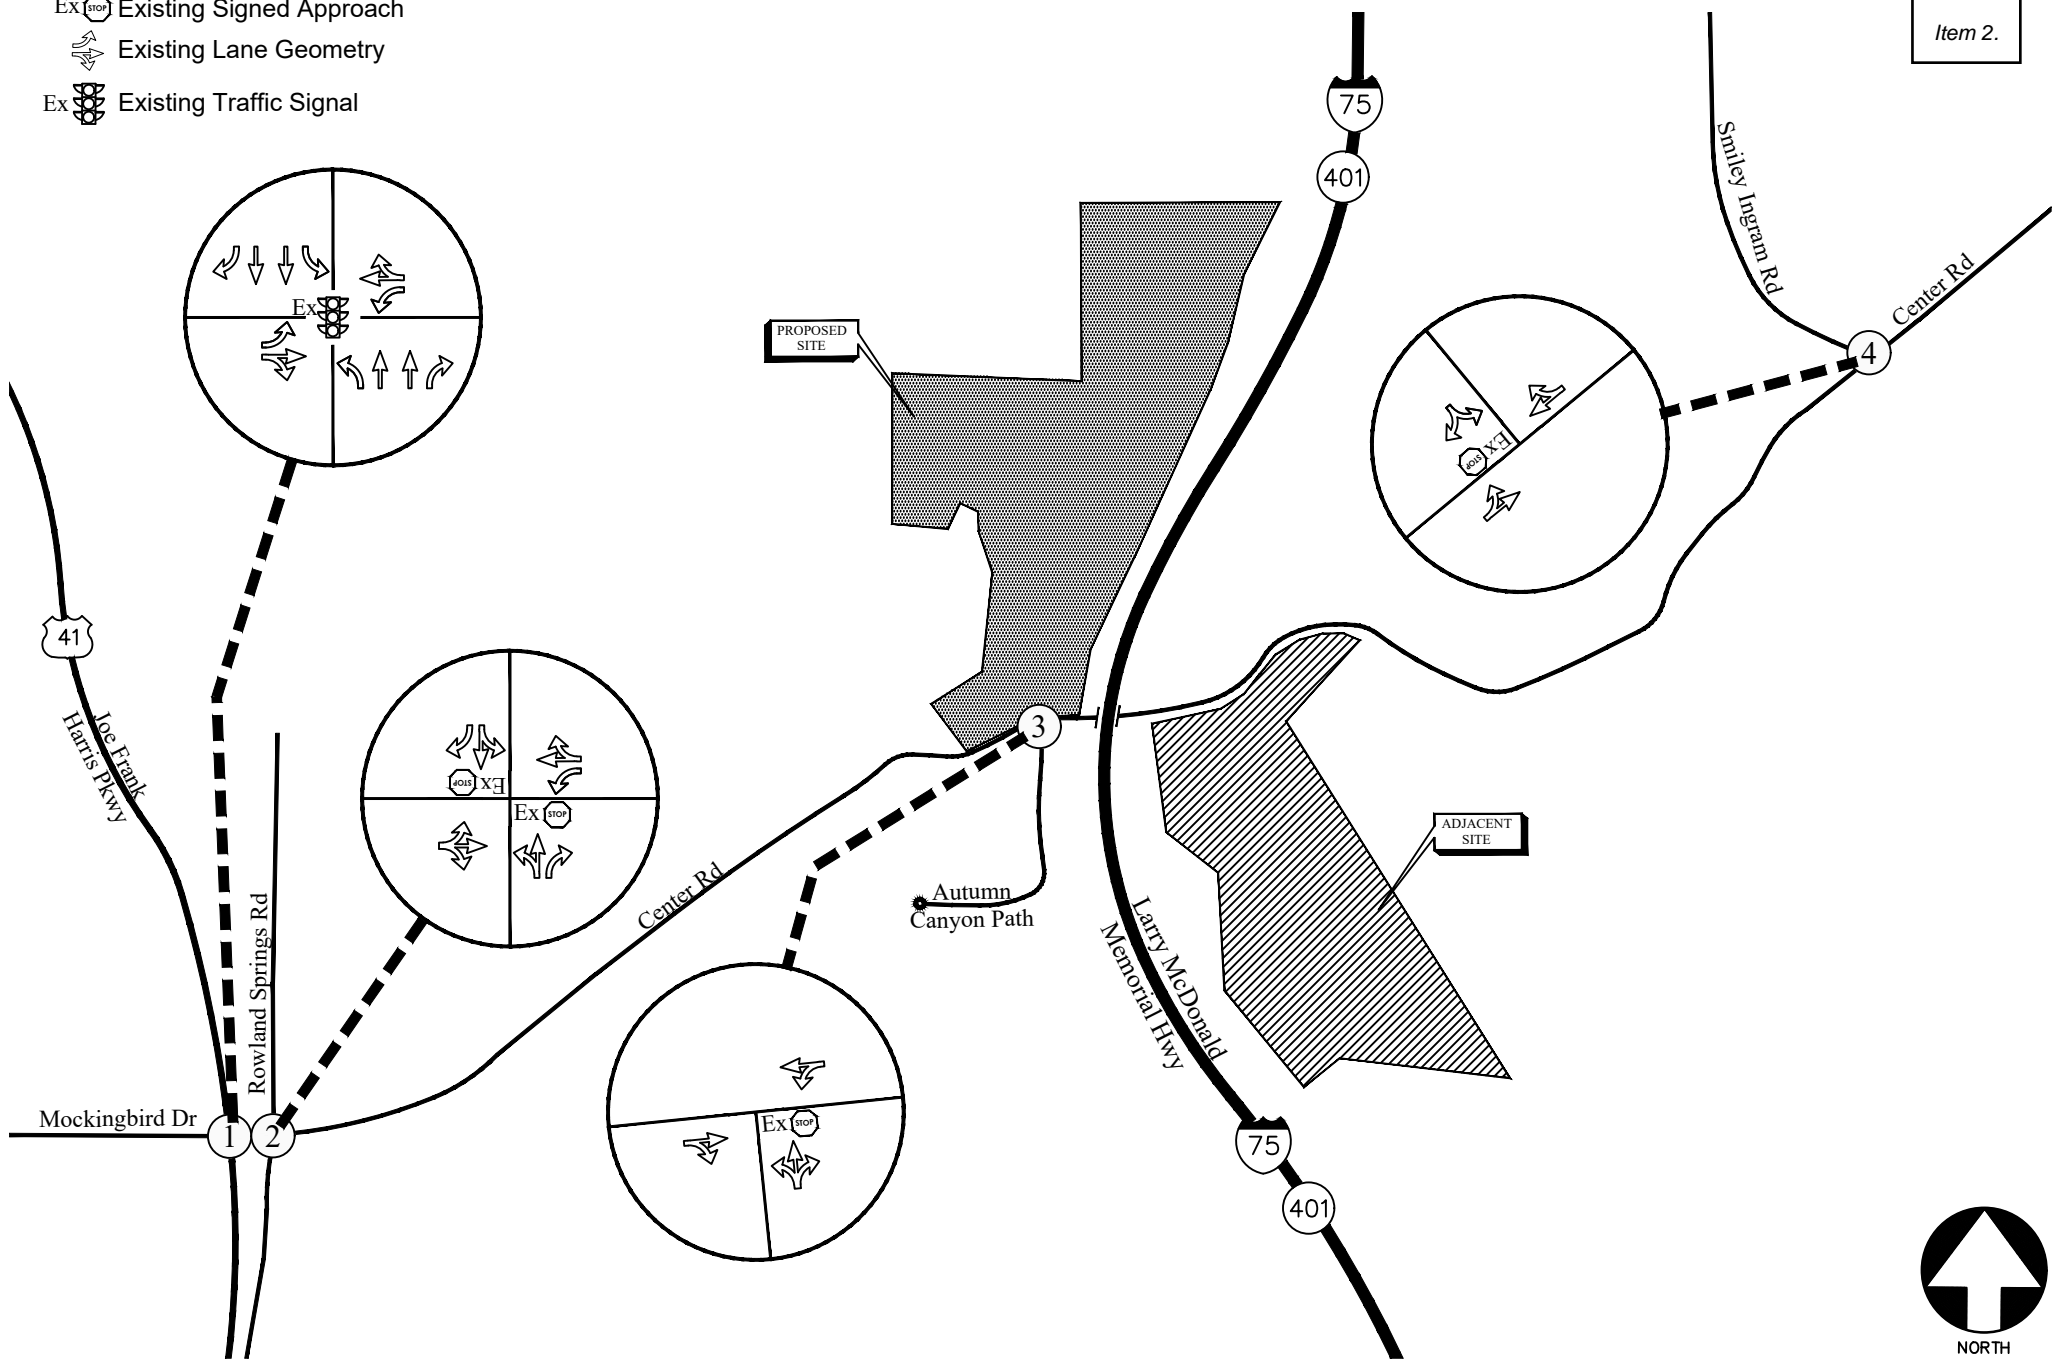 Ex STOP Existing Signed Approach
Existing Lane Geometry
Ex Existing Traffic Signal
Item 2.
75
401
Smiley Ingram Rd
Center Rd
4
Ex
PROPOSED
SITE
Ex
STOP
41
Joe Frank
Harris Pkwy
STOP
Ex
Ex STOP
3
ADJACENT
SITE
Center Rd
Autumn
Canyon Path
Rowland Springs Rd
Larry McDonald
Memorial Hwy
Mockingbird Dr
1
2
Ex STOP
75
401
NORTH